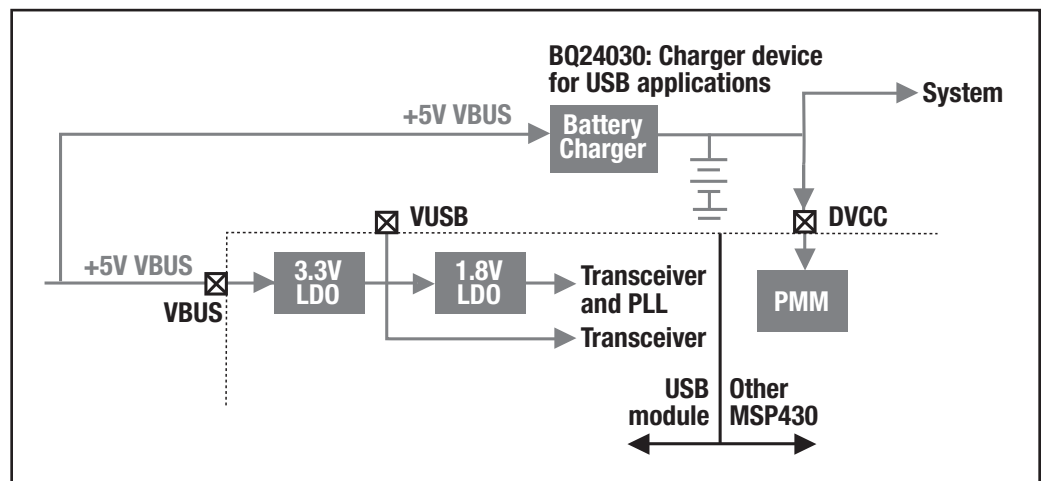 BQ24030: Charger device
for USB applications
System
+5V VBUS
Battery
Charger
VUSB
DVCC
+5V VBUS
3.3V
LDO
1.8V
LDO
Transceiver
and PLL
PMM
VBUS
Transceiver
USB
module
Other
MSP430